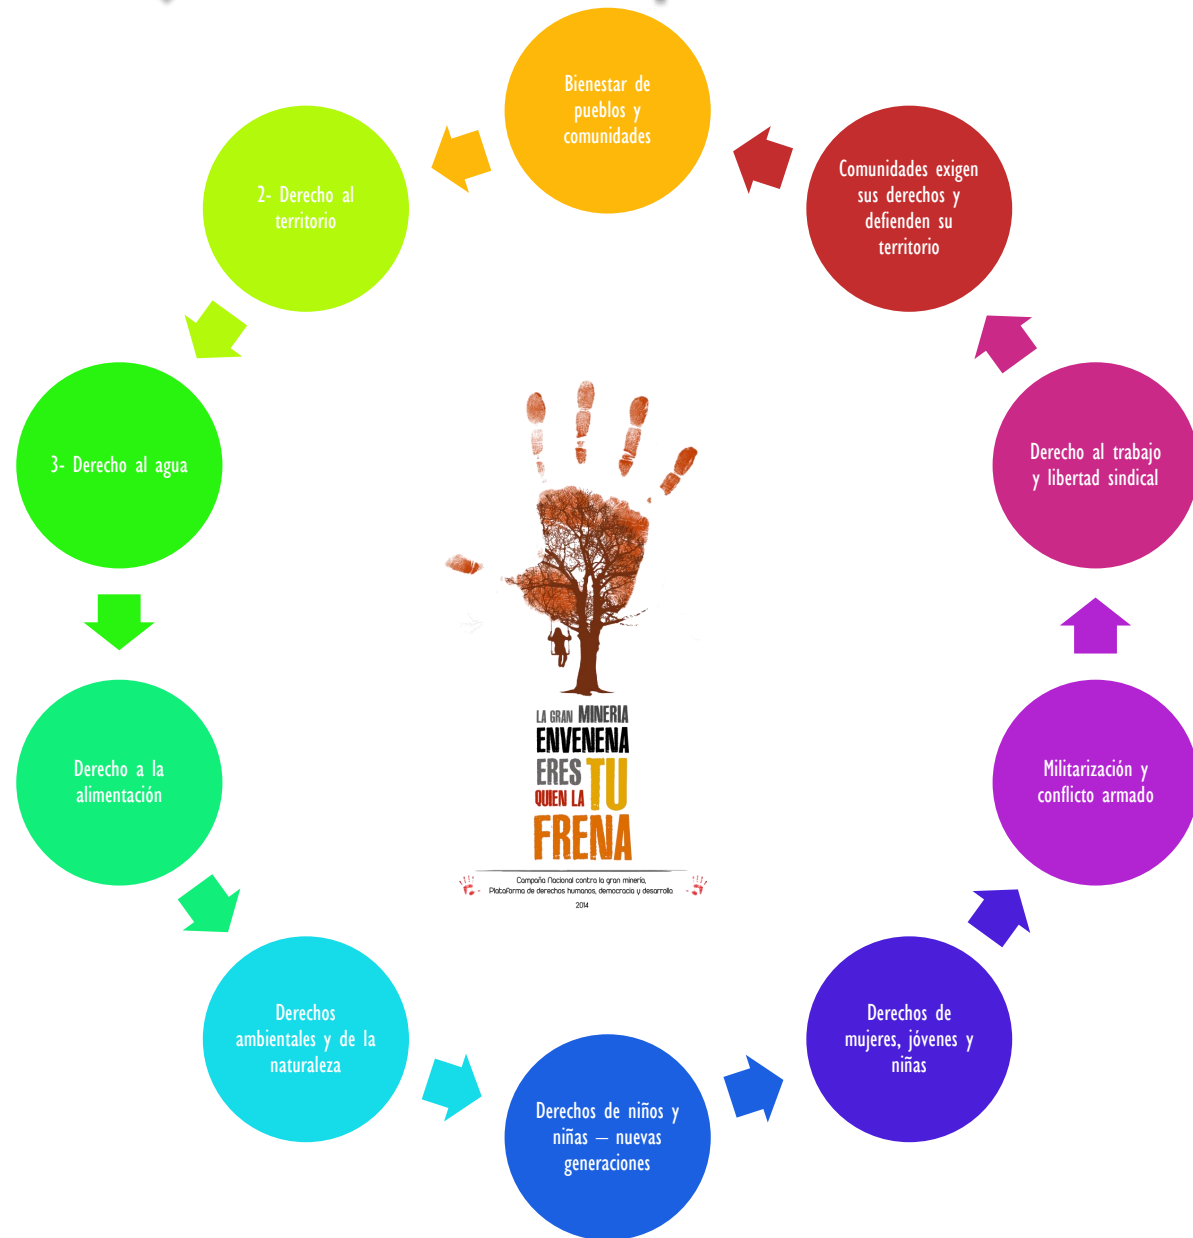 Bienestar de
pueblos y
comunidades
2- Derecho al
territorio
3- Derecho al agua
Derecho a la
alimentación
Derechos
ambientales y de la
naturaleza
Derechos de niños y
niñas – nuevas
generaciones
Derechos de
mujeres, jóvenes y
niñas
Militarización y
conflicto armado
Derecho al trabajo
y libertad sindical
Comunidades exigen
sus derechos y
defienden su
territorio
LA GRAN MINERIA
ENVENENA
ERES TU
QUIEN LA
FRENA
Campaña Nacional contra la gran minería,
Plataforma de derechos humanos, democracia y desarrollo
2014